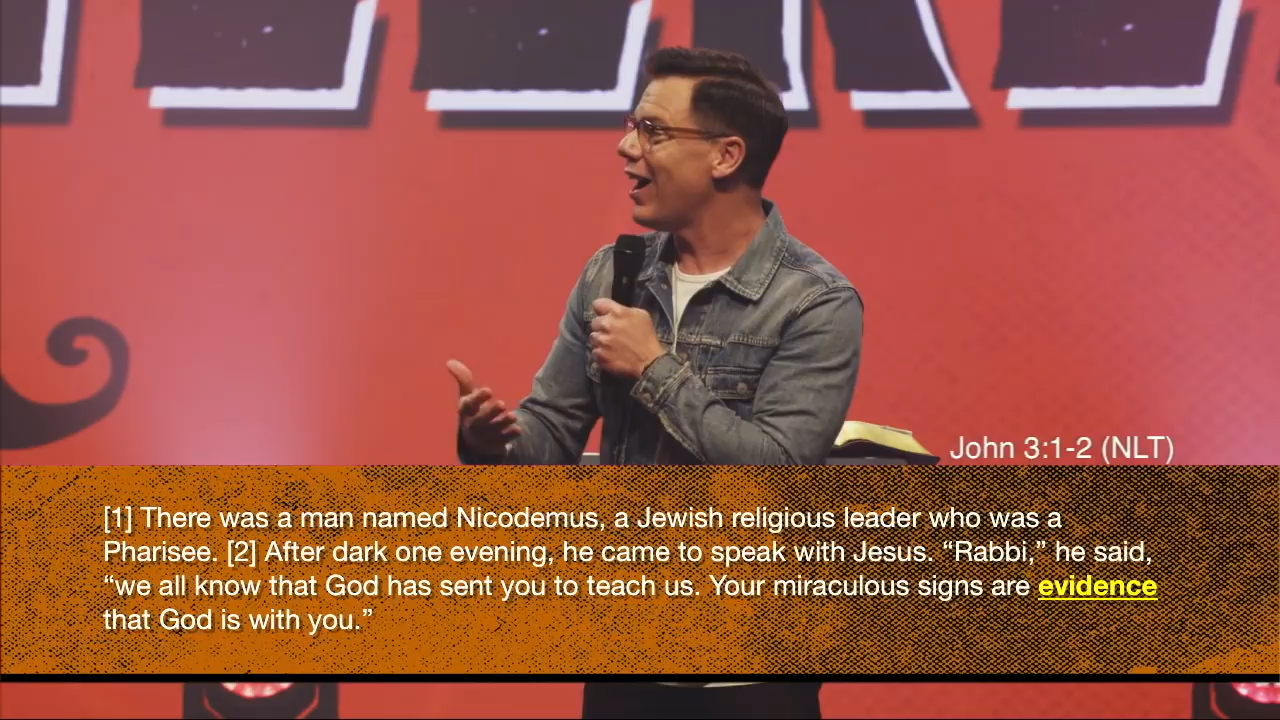 John 3:1-2 (NLT)
[1] There was a man named Nicodemus, a Jewish religious leader who was a
Pharisee. [2] After dark one evening, he came to speak with Jesus. “Rabbi,” he said,
“we all know that God has sent you to teach us. Your miraculous signs are evidence
that God is with you.”